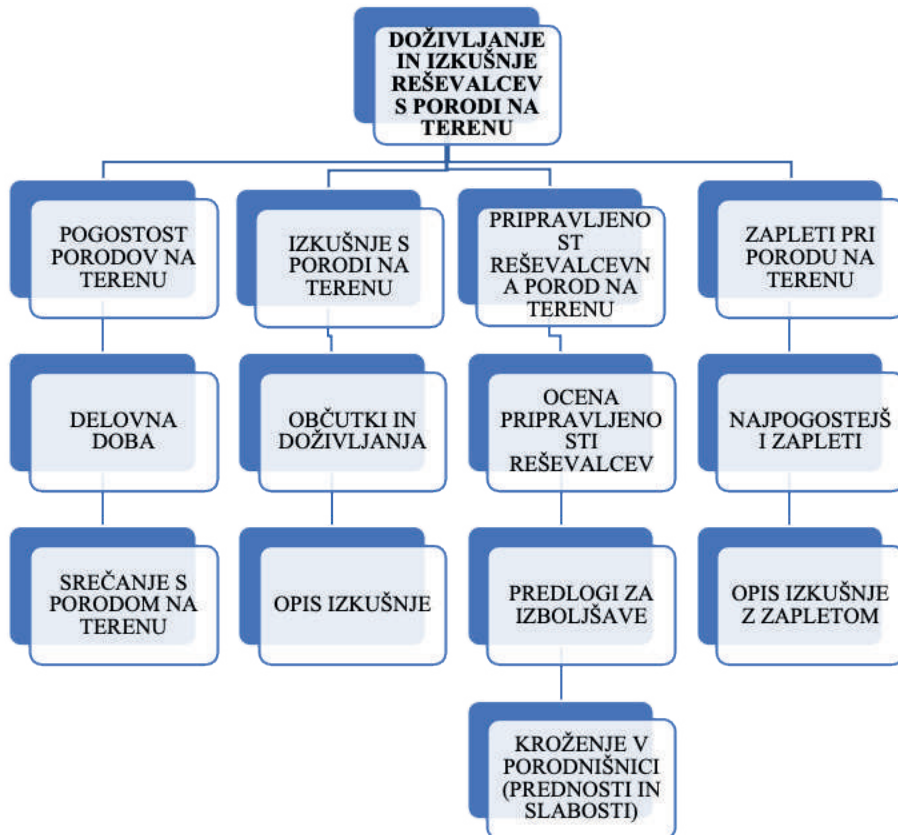 DOŽIVLJANJE
IN IZKUŠNJE
REŠEVALCEV
S PORODI NA
TERENU
POGOSTOST
PORODOV NA
TERENU
IZKUŠNJE S
PORODI NA
TERENU
PRIPRAVLJENO
ST
REŠEVALCEVN
A POROD NA
TERENU
ZAPLETI PRI
PORODU NA
TERENU
DELOVNA
DOBA
OBČUTKI IN
DOŽIVLJANJA
OCENA
PRIPRAVLJENO
STI
REŠEVALCEV
NAJPOGOSTEJŠ
I ZAPLETI
SREČANJE S
PORODOM NA
TERENU
OPIS IZKUŠNJE
PREDLOGI ZA
IZBOLJŠAVE
OPIS IZKUŠNJE
Z ZAPLETOM
KROŽENJE V
PORODNIŠNICI
(PREDNOSTI IN
SLABOSTI)